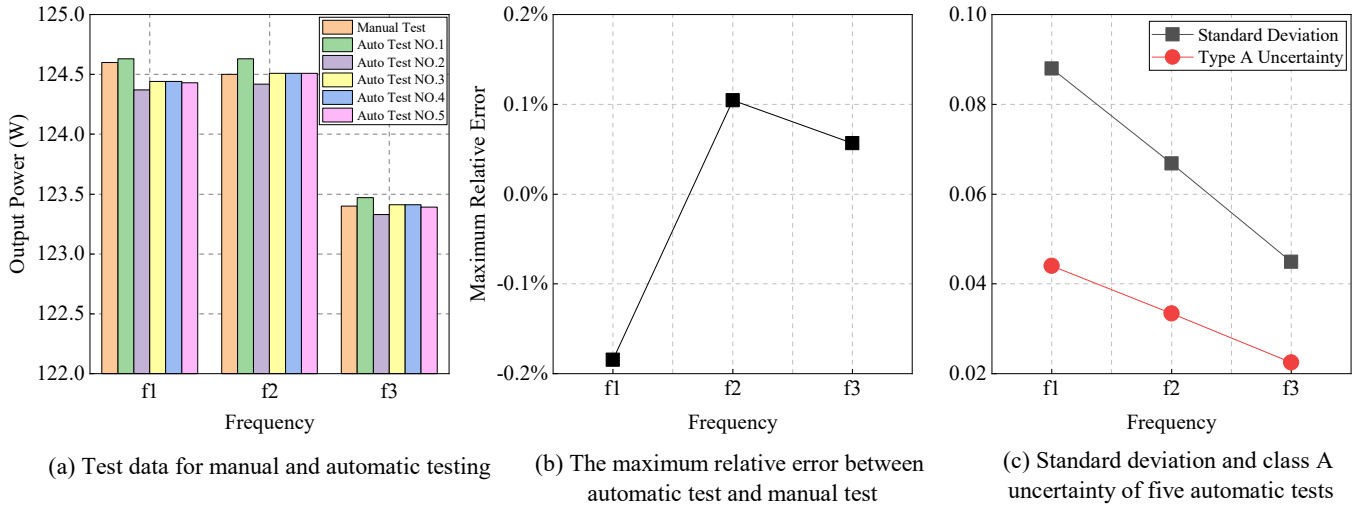 125.0
124.5
124.0
123.5
123.0
122.5
122.0
Output Power (W)
f1 f2 f3
Frequency
Manual Test
Auto Test NO.1
Auto Test NO.2
Auto Test NO.3
Auto Test NO.4
Auto Test NO.5
(a) Test data for manual and automatic testing
0.2%
0.1%
0.0%
-0.1%
-0.2%
Maximum Relative Error
f1 f2 f3
Frequency
(b) The maximum relative error between
automatic test and manual test
0.10
0.08
0.06
0.04
0.02
f1 f2 f3
Frequency
Standard Deviation
Type A Uncertainty
(c) Standard deviation and class A
uncertainty of five automatic tests